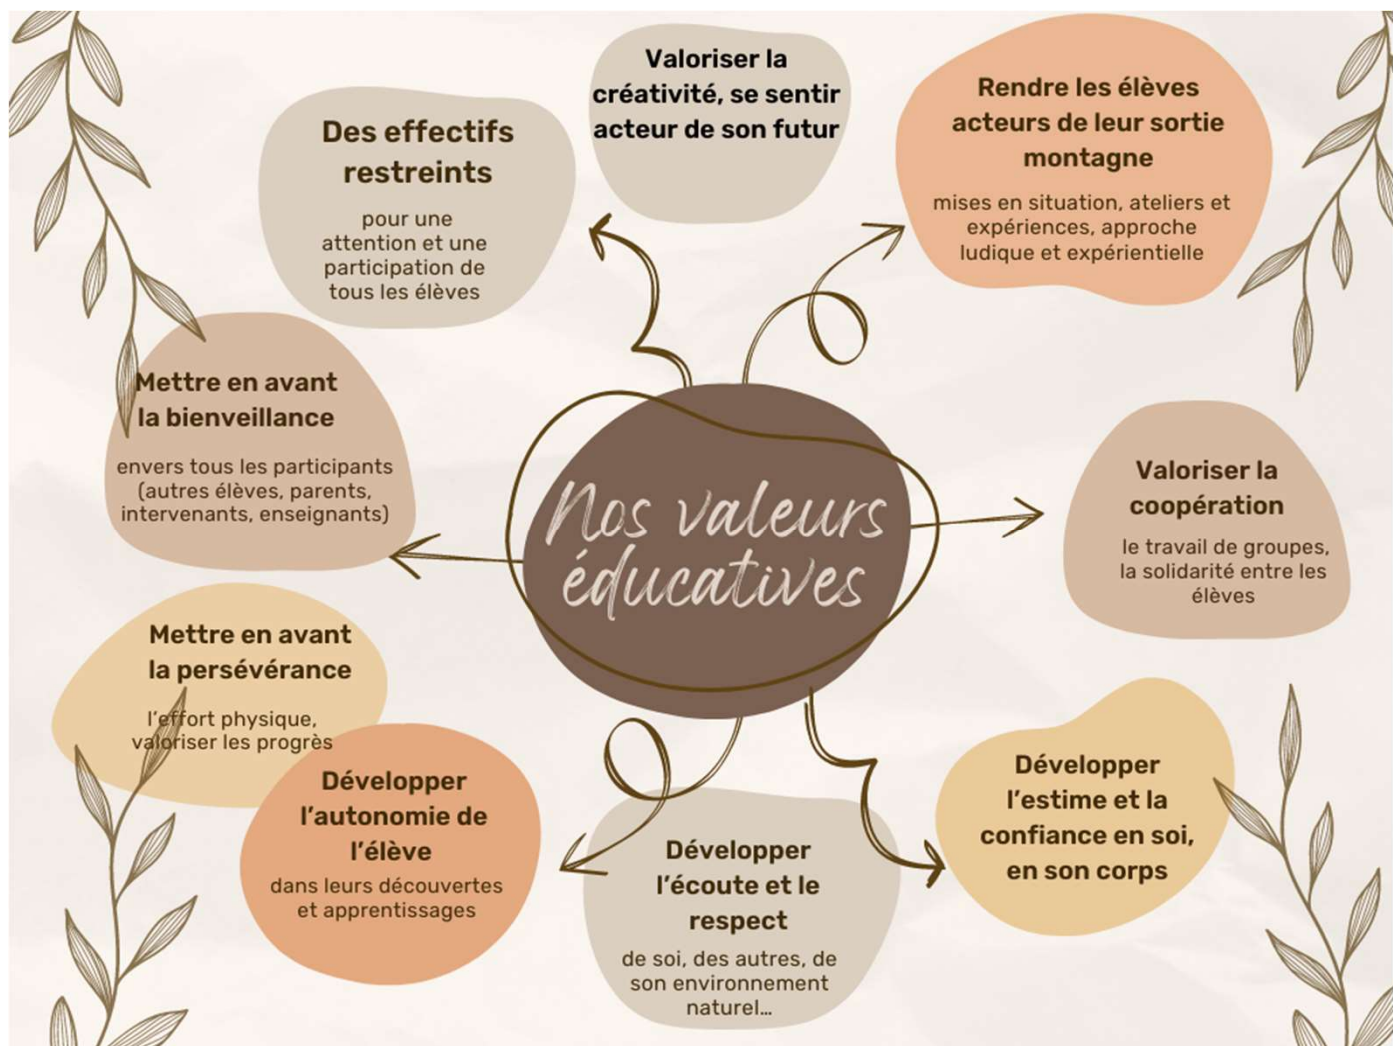 Valoriser la
créativité, se sentir
acteur de son futur
Des effectifs
restreints
pour une
attention et une
participation de
tous les élèves
Rendre les élèves
acteurs de leur sortie
montagne
mises en situation, ateliers et
expériences, approche
ludique et expérientielle
Mettre en avant
la bienveillance
envers tous les participants
(autres élèves, parents,
intervenants, enseignants)
Nos valeurs
éducatives
Valoriser la
coopération
le travail de groupes,
la solidarité entre les
élèves
Mettre en avant
la persévérance
l'effort physique,
valoriser les progrès
Développer
l'autonomie de
l'élève
dans leurs découvertes
et apprentissages
Développer
l'écoute et le
respect
de soi, des autres, de
son environnement
naturel...
Développer
l'estime et la
confiance en soi,
en son corps